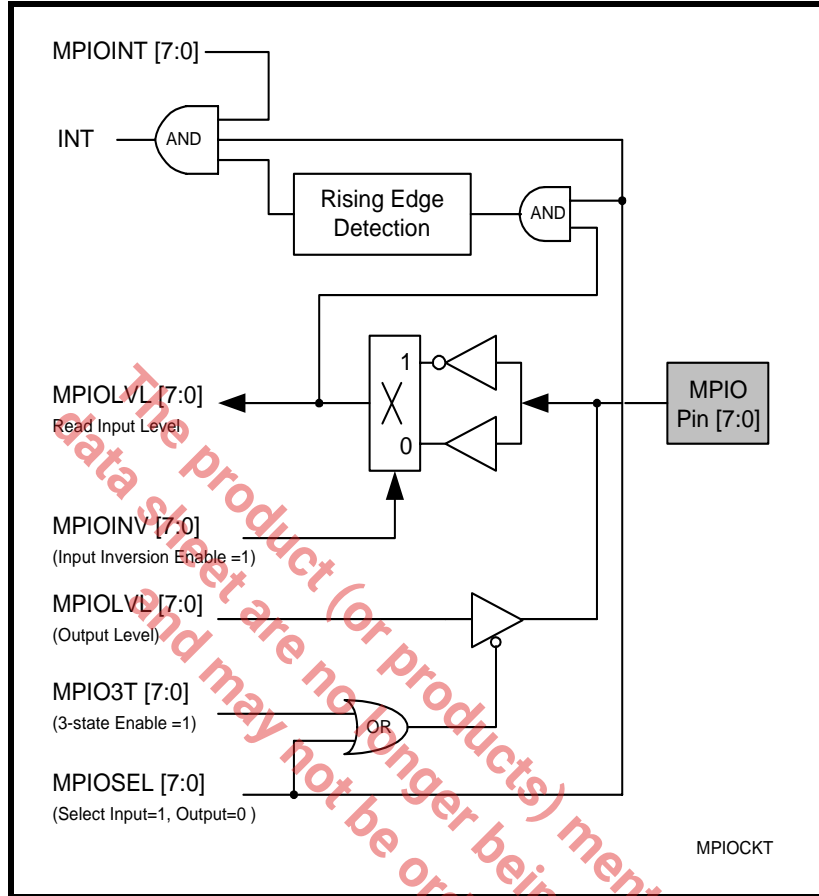 MPIOINT [7:0]
INT
AND
Rising Edge
Detection
AND
1
0
MPIOLVL [7:0]
Read Input Level
MPIO
Pin [7:0]
MPIOINV [7:0]
(Input Inversion Enable =1)
MPIOLVL [7:0]
(Output Level)
MPIO3T [7:0]
(3-state Enable =1)
OR
MPIOSEL [7:0]
(Select Input=1, Output=0 )
MPIOCKT
The product (or products) ment
data sheet are no longer bein
and may not be or